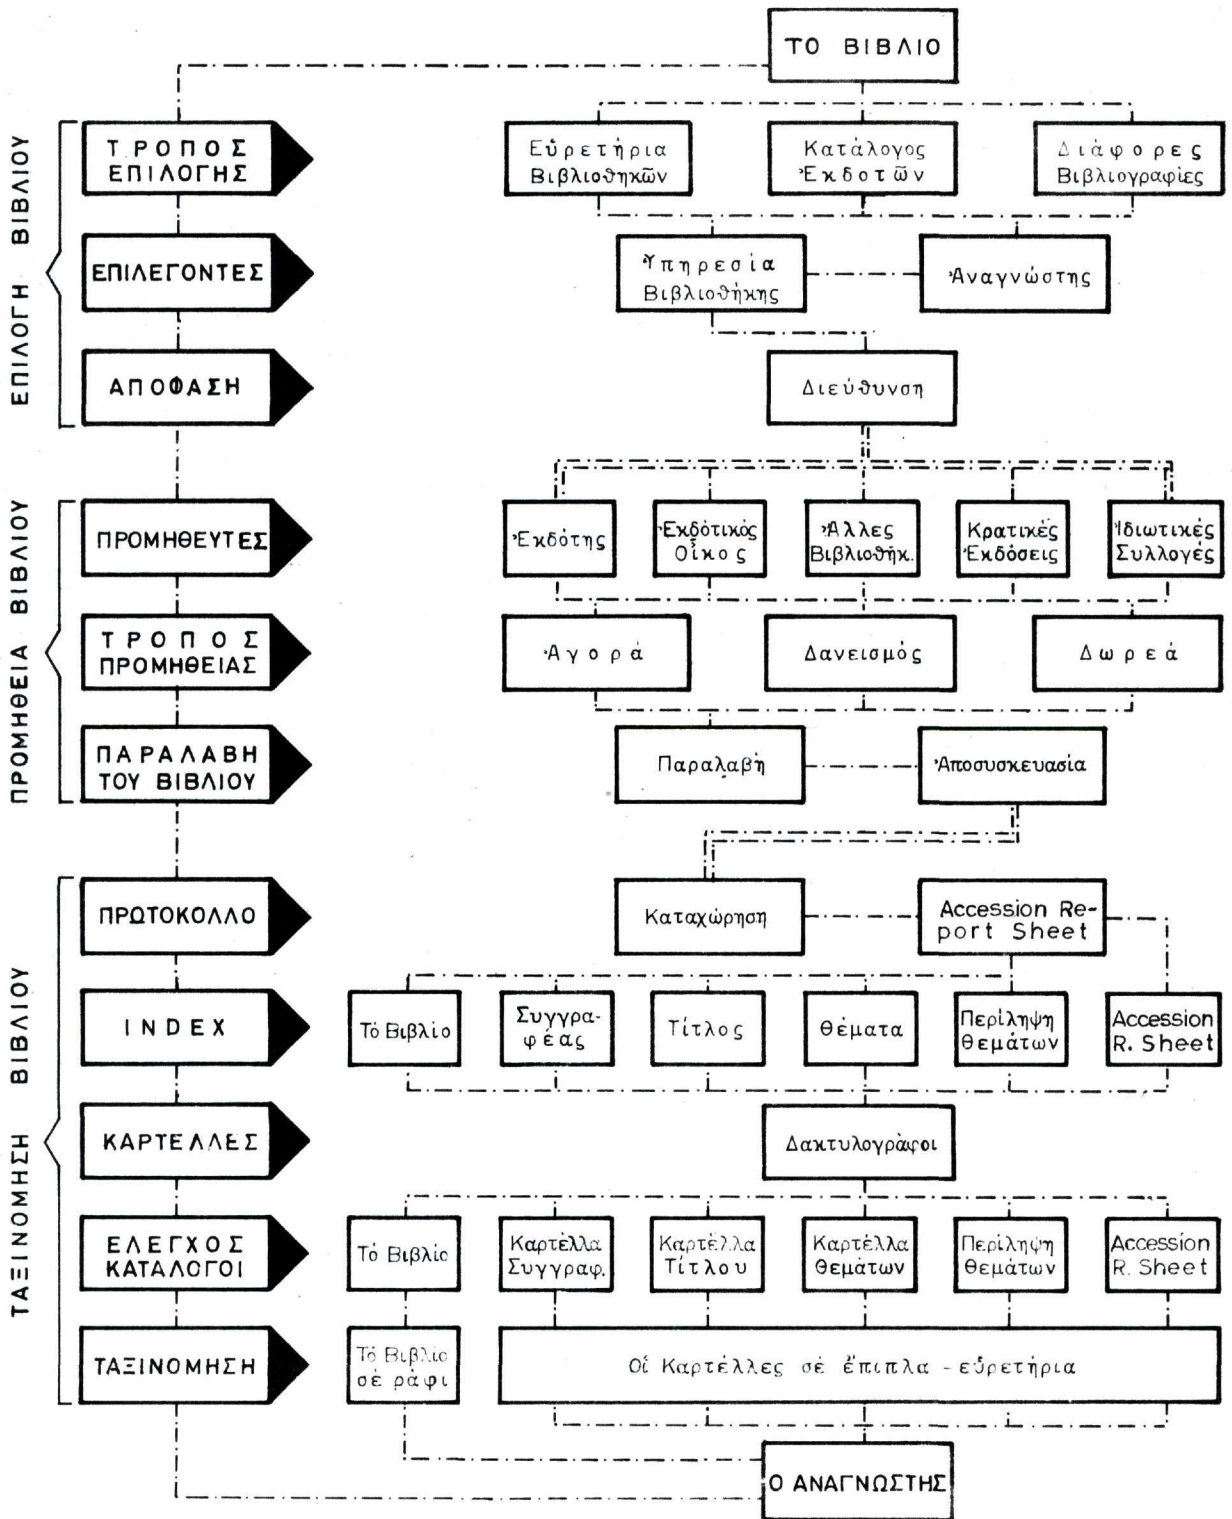 ΤΟ ΒΙΒΛΙΟ
ΕΠΙΛΟΓΗ ΒΙΒΛΙΟΥ
ΤΡΟΠΟΣ
ΕΠΙΛΟΓΗΣ
Εὑρετήρια
Βιβλιοθηκῶν
Κατάλογος
Ἐκδοτῶν
Διάφορες
Βιβλιογραφίες
ΕΠΙΛΕΓΟΝΤΕΣ
Ὑπηρεσία
Βιβλιοθήκης
Ἀναγνώστης
ΑΠΟΦΑΣΗ
Διεύθυνση
ΠΡΟΜΗΘΕΙΑ ΒΙΒΛΙΟΥ
ΠΡΟΜΗΘΕΥΤΕΣ
Ἐκδότης
Ἐκδότικός
Οἶκος
Ἄλλες
Βιβλιοθήκ.
Κρατικές
Ἐκδόσεις
Ἰδιωτικές
Συλλογές
ΤΡΟΠΟΣ
ΠΡΟΜΗΘΕΙΑΣ
Ἀγορά
Δανεισμός
Δωρεά
ΠΑΡΑΛΑΒΗ
ΤΟΥ ΒΙΒΛΙΟΥ
Παραλαβή
Ἀποσυσκευασία
ΤΑΞΙΝΟΜΗΣΗ ΒΙΒΛΙΟΥ
ΠΡΩΤΟΚΟΛΛΟ
Καταχώρηση
Accession Re-
port Sheet
INDEX
Τό Βιβλίο
Συγγρα-
φέας
Τίτλος
Θέματα
Περίληψη
Θεμάτων
Accession
R. Sheet
ΚΑΡΤΕΛΛΕΣ
Δακτυλογράφοι
ΕΛΕΓΧΟΣ
ΚΑΤΑΛΟΓΟΙ
Τό Βιβλίο
Καρτέλλα
Συγγραφ.
Καρτέλλα
Τίτλου
Καρτέλλα
Θεμάτων
Περίληψη
Θεμάτων
Accession
R. Sheet
ΤΑΞΙΝΟΜΗΣΗ
Τό Βιβλίο
σέ ράφι
Οἱ Καρτέλλες σέ ἔπιπλα - εὑρετήρια
Ο ΑΝΑΓΝΩΣΤΗΣ